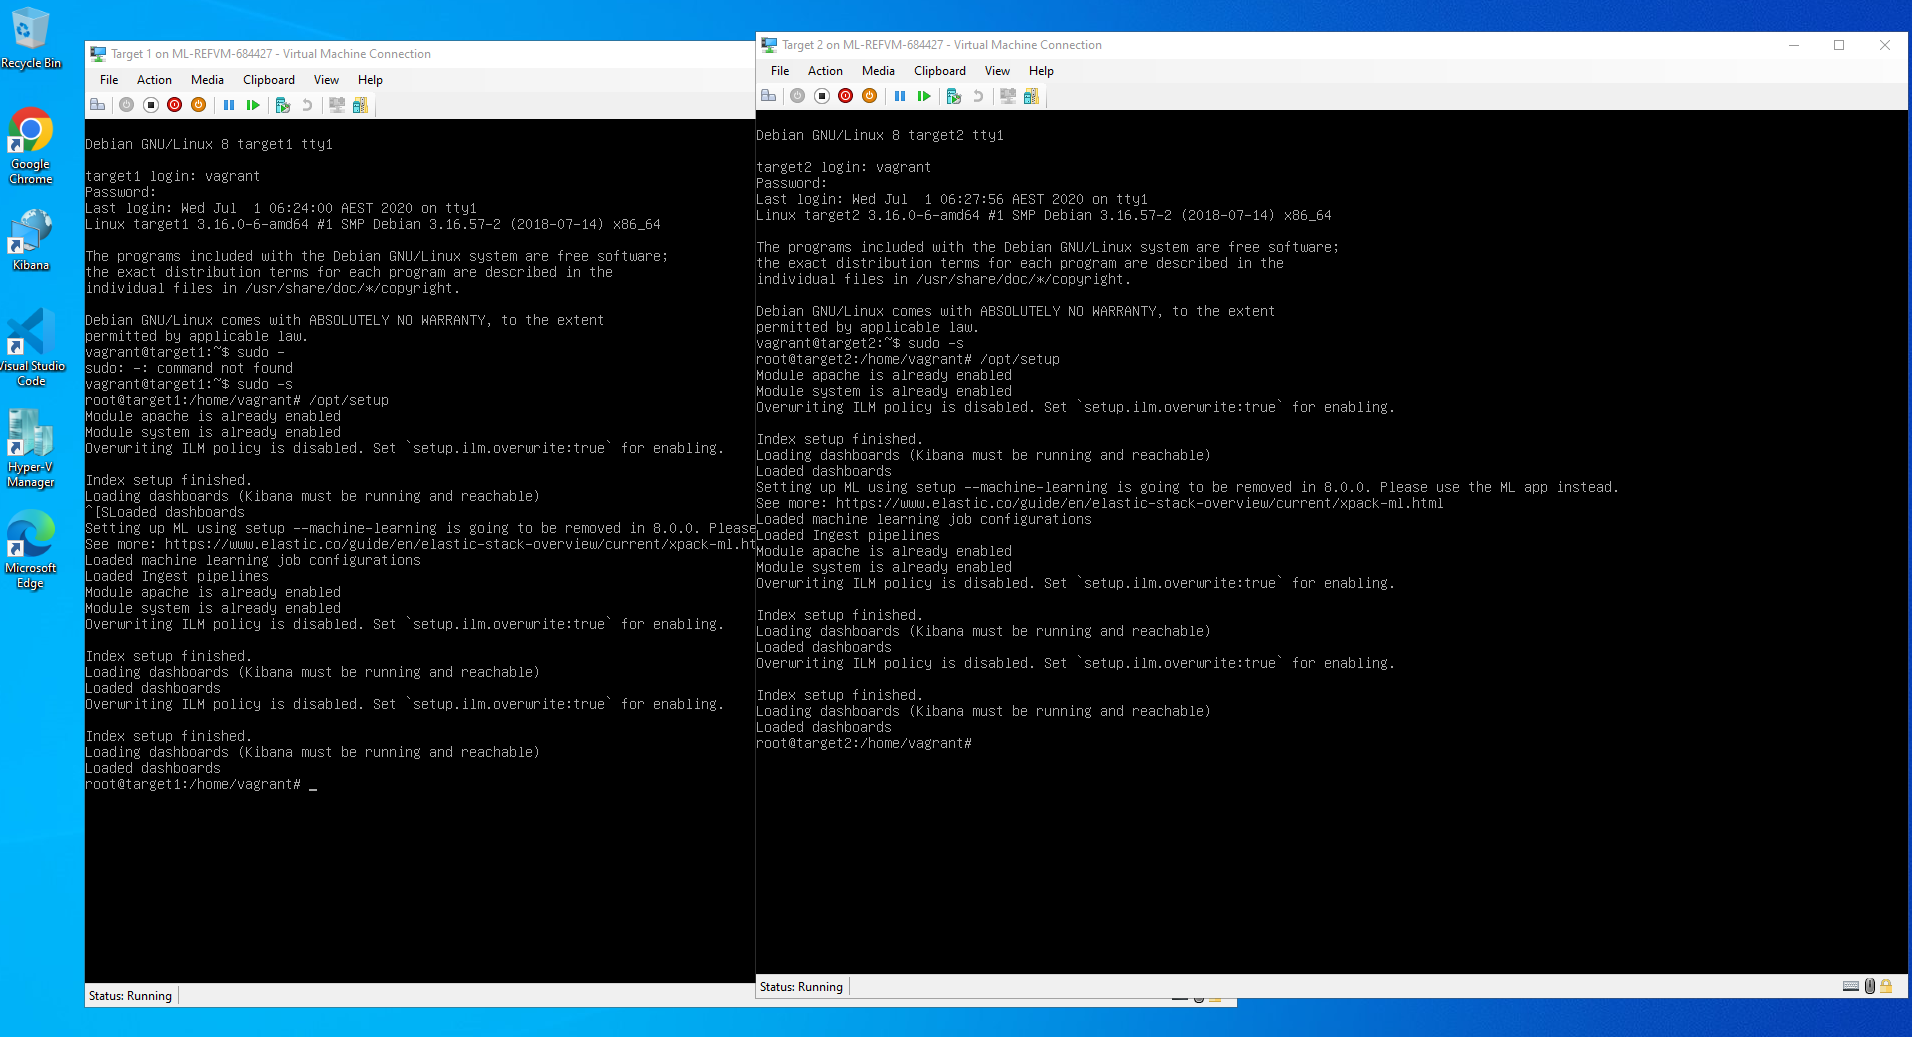 Recycle Bin
Google
Chrome
Kibana
Visual Studio
Code
Hyper-V
Manager
Microsoft
Edge
Target 1 on ML-REFVM-684427 - Virtual Machine Connection
File Action Media Clipboard View Help
Debian GNU/Linux 8 target1 tty1
target1 login: vagrant
Password:
Last login: Wed Jul  1 06:24:00 AEST 2020 on tty1
Linux target1 3.16.0-6-amd64 #1 SMP Debian 3.16.57-2 (2018-07-14) x86_64
The programs included with the Debian GNU/Linux system are free software;
the exact distribution terms for each program are described in the
individual files in /usr/share/doc/*/copyright.
Debian GNU/Linux comes with ABSOLUTELY NO WARRANTY, to the extent
permitted by applicable law.
vagrant@target1:~$ sudo -
sudo: -: command not found
vagrant@target1:~$ sudo -s
root@target1:/home/vagrant# /opt/setup
Module apache is already enabled
Module system is already enabled
Overwriting ILM policy is disabled. Set `setup.ilm.overwrite:true` for enabling.
Index setup finished.
Loading dashboards (Kibana must be running and reachable)
^[SLoaded dashboards
Setting up ML using setup --machine-learning is going to be removed in 8.0.0. Please
See more: https://www.elastic.co/guide/en/elastic-stack-overview/current/xpack-ml.ht
Loaded machine learning job configurations
Loaded Ingest pipelines
Module apache is already enabled
Module system is already enabled
Overwriting ILM policy is disabled. Set `setup.ilm.overwrite:true` for enabling.
Index setup finished.
Loading dashboards (Kibana must be running and reachable)
Loaded dashboards
Overwriting ILM policy is disabled. Set `setup.ilm.overwrite:true` for enabling.
Index setup finished.
Loading dashboards (Kibana must be running and reachable)
Loaded dashboards
root@target1:/home/vagrant# _
Status: Running
Target 2 on ML-REFVM-684427 - Virtual Machine Connection
File Action Media Clipboard View Help
Debian GNU/Linux 8 target2 tty1
target2 login: vagrant
Password:
Last login: Wed Jul  1 06:27:56 AEST 2020 on tty1
Linux target2 3.16.0-6-amd64 #1 SMP Debian 3.16.57-2 (2018-07-14) x86_64
The programs included with the Debian GNU/Linux system are free software;
the exact distribution terms for each program are described in the
individual files in /usr/share/doc/*/copyright.
Debian GNU/Linux comes with ABSOLUTELY NO WARRANTY, to the extent
permitted by applicable law.
vagrant@target2:~$ sudo -s
root@target2:/home/vagrant# /opt/setup
Module apache is already enabled
Module system is already enabled
Overwriting ILM policy is disabled. Set `setup.ilm.overwrite:true` for enabling.
Index setup finished.
Loading dashboards (Kibana must be running and reachable)
Loaded dashboards
Setting up ML using setup --machine-learning is going to be removed in 8.0.0. Please use the ML app instead.
See more: https://www.elastic.co/guide/en/elastic-stack-overview/current/xpack-ml.html
Loaded machine learning job configurations
Loaded Ingest pipelines
Module apache is already enabled
Module system is already enabled
Overwriting ILM policy is disabled. Set `setup.ilm.overwrite:true` for enabling.
Index setup finished.
Loading dashboards (Kibana must be running and reachable)
Loaded dashboards
Overwriting ILM policy is disabled. Set `setup.ilm.overwrite:true` for enabling.
Index setup finished.
Loading dashboards (Kibana must be running and reachable)
Loaded dashboards
root@target2:/home/vagrant#
Status: Running